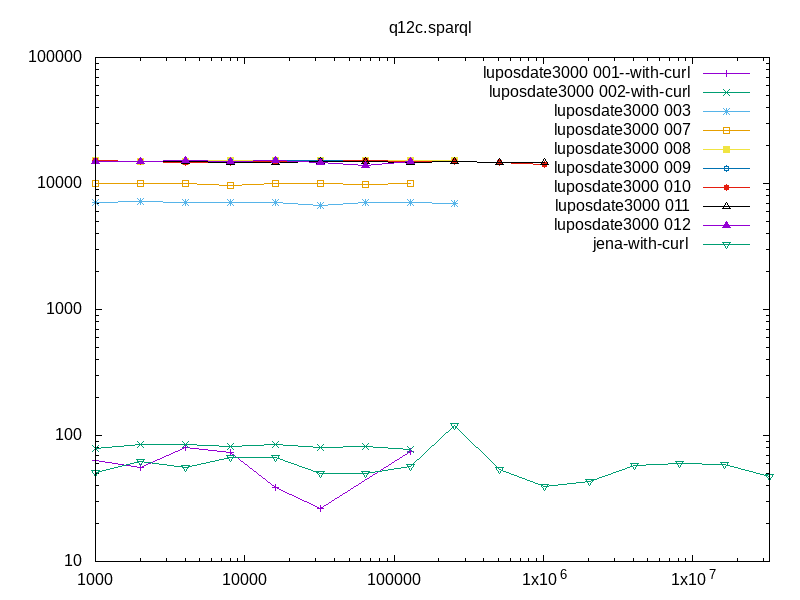 q12c.sparql
100000
10000
1000
100
10
1000
10000
100000
1x10^6
1x10^7
luposdate3000 001--with-curl
luposdate3000 002-with-curl
luposdate3000 003
luposdate3000 007
luposdate3000 008
luposdate3000 009
luposdate3000 010
luposdate3000 011
luposdate3000 012
jena-with-curl